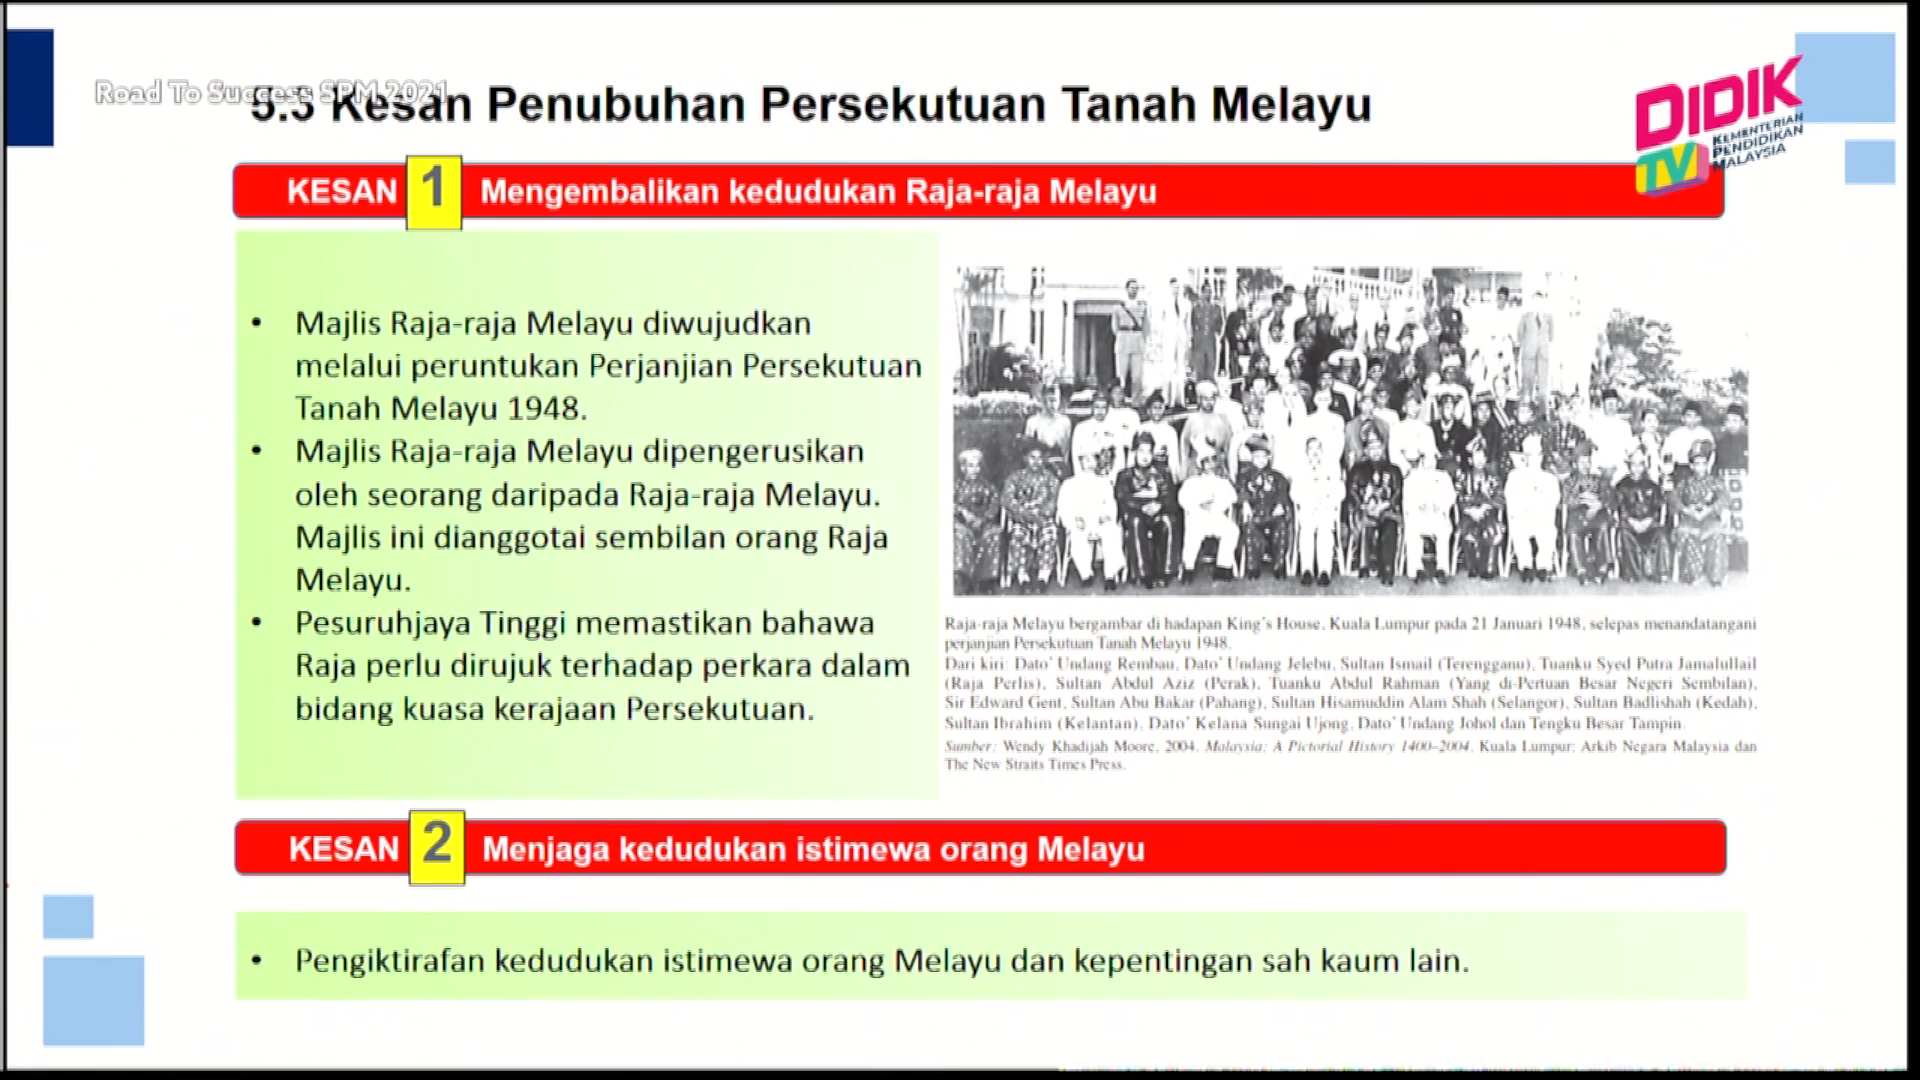 Road To Success SPM 2021
5.3 Kesan Penubuhan Persekutuan Tanah Melayu
DIDIK
TV
KEMENTERIAN
PENDIDIKAN
MALAYSIA
KESAN 1 Mengembalikan kedudukan Raja-raja Melayu
• Majlis Raja-raja Melayu diwujudkan
melalui peruntukan Perjanjian Persekutuan
Tanah Melayu 1948.
• Majlis Raja-raja Melayu dipengerusikan
oleh seorang daripada Raja-raja Melayu.
Majlis ini dianggotai sembilan orang Raja
Melayu.
• Pesuruhjaya Tinggi memastikan bahawa
Raja perlu dirujuk terhadap perkara dalam
bidang kuasa kerajaan Persekutuan.
Raja-raja Melayu bergambar di hadapan King's House, Kuala Lumpur pada 21 Januari 1948, selepas menandatangani
perjanjian Persekutuan Tanah Melayu 1948.
Dari kiri: Dato' Undang Rembau, Dato' Undang Jelebu, Sultan Ismail (Terengganu), Tuanku Syed Putra Jamalullail
(Raja Perlis), Sultan Abdul Aziz (Perak), Tuanku Abdul Rahman (Yang di-Pertuan Besar Negeri Sembilan),
Sir Edward Gent, Sultan Abu Bakar (Pahang), Sultan Hisamuddin Alam Shah (Selangor), Sultan Badlishah (Kedah),
Sultan Ibrahim (Kelantan), Dato' Kelana Sungai Ujong, Dato' Undang Johol dan Tengku Besar Tampin.
Sumber: Wendy Khadijah Moore, 2004. Malaysia: A Pictorial History 1400–2004. Kuala Lumpur: Arkib Negara Malaysia dan
The New Straits Times Press.
KESAN 2 Menjaga kedudukan istimewa orang Melayu
• Pengiktirafan kedudukan istimewa orang Melayu dan kepentingan sah kaum lain.